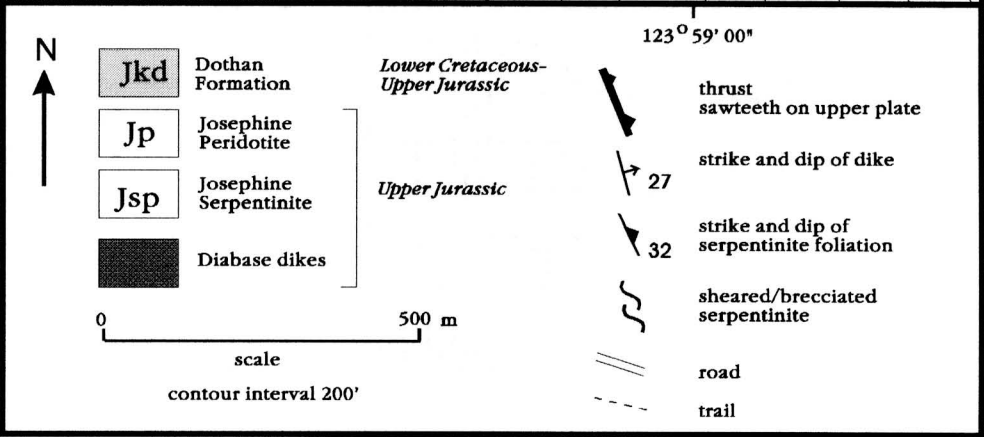 N
Jkd
Dothan
Formation
Lower Cretaceous-
Upper Jurassic
Jp
Josephine
Peridotite
Jsp
Josephine
Serpentinite
Upper Jurassic
Diabase dikes
0 500 m
scale
contour interval 200'
123° 59' 00"
thrust
sawteeth on upper plate
27
strike and dip of dike
32
strike and dip of
serpentinite foliation
sheared/brecciated
serpentinite
road
trail